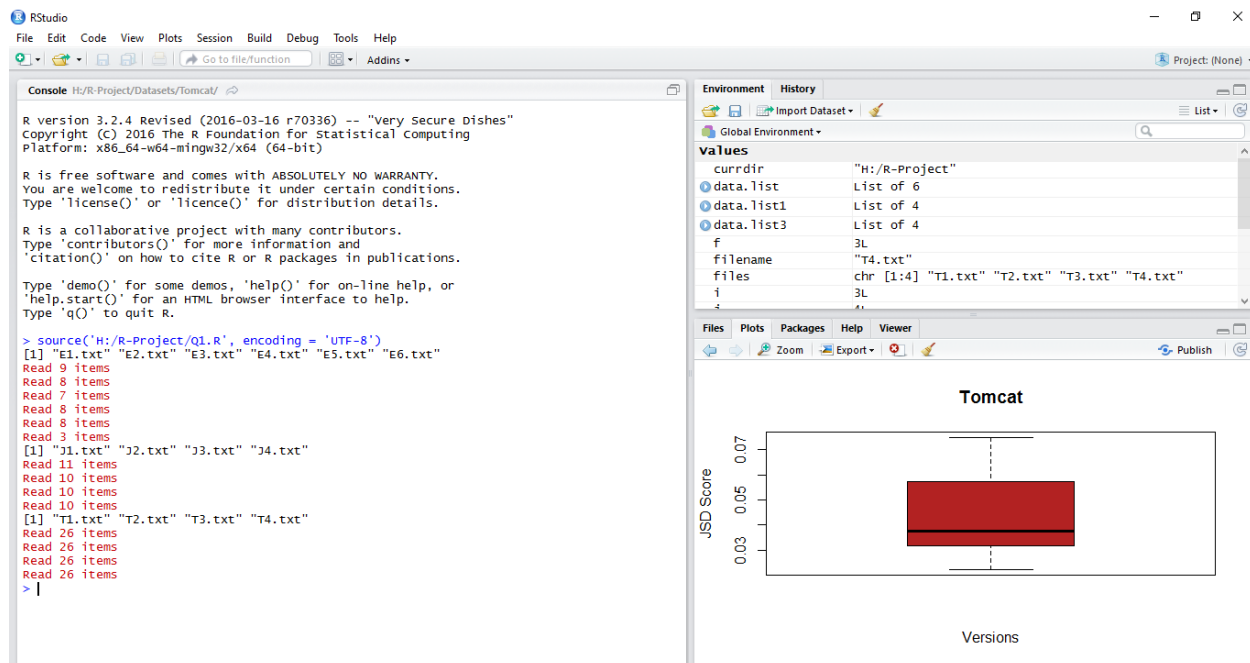 RStudio
File Edit Code View Plots Session Build Debug Tools Help
Go to file/function Addins Project: (None)
Console H:/R-Project/Datasets/Tomcat/
R version 3.2.4 Revised (2016-03-16 r70336) -- "Very Secure Dishes"
Copyright (C) 2016 The R Foundation for Statistical Computing
Platform: x86_64-w64-mingw32/x64 (64-bit)
R is free software and comes with ABSOLUTELY NO WARRANTY.
You are welcome to redistribute it under certain conditions.
Type 'license()' or 'licence()' for distribution details.
R is a collaborative project with many contributors.
Type 'contributors()' for more information and
'citation()' on how to cite R or R packages in publications.
Type 'demo()' for some demos, 'help()' for on-line help, or
'help.start()' for an HTML browser interface to help.
Type 'q()' to quit R.
> source('H:/R-Project/Q1.R', encoding = 'UTF-8')
[1] "E1.txt" "E2.txt" "E3.txt" "E4.txt" "E5.txt" "E6.txt"
Read 9 items
Read 8 items
Read 7 items
Read 8 items
Read 8 items
Read 3 items
[1] "J1.txt" "J2.txt" "J3.txt" "J4.txt"
Read 11 items
Read 10 items
Read 10 items
Read 10 items
[1] "T1.txt" "T2.txt" "T3.txt" "T4.txt"
Read 26 items
Read 26 items
Read 26 items
Read 26 items
>
Environment History
Import Dataset List
Global Environment
Values
currdir "H:/R-Project"
data.list List of 6
data.list1 List of 4
data.list3 List of 4
f 3L
filename "T4.txt"
files chr [1:4] "T1.txt" "T2.txt" "T3.txt" "T4.txt"
i 3L
Files Plots Packages Help Viewer
Zoom Export Publish
Tomcat
JSD Score
0.07
0.05
0.03
Versions